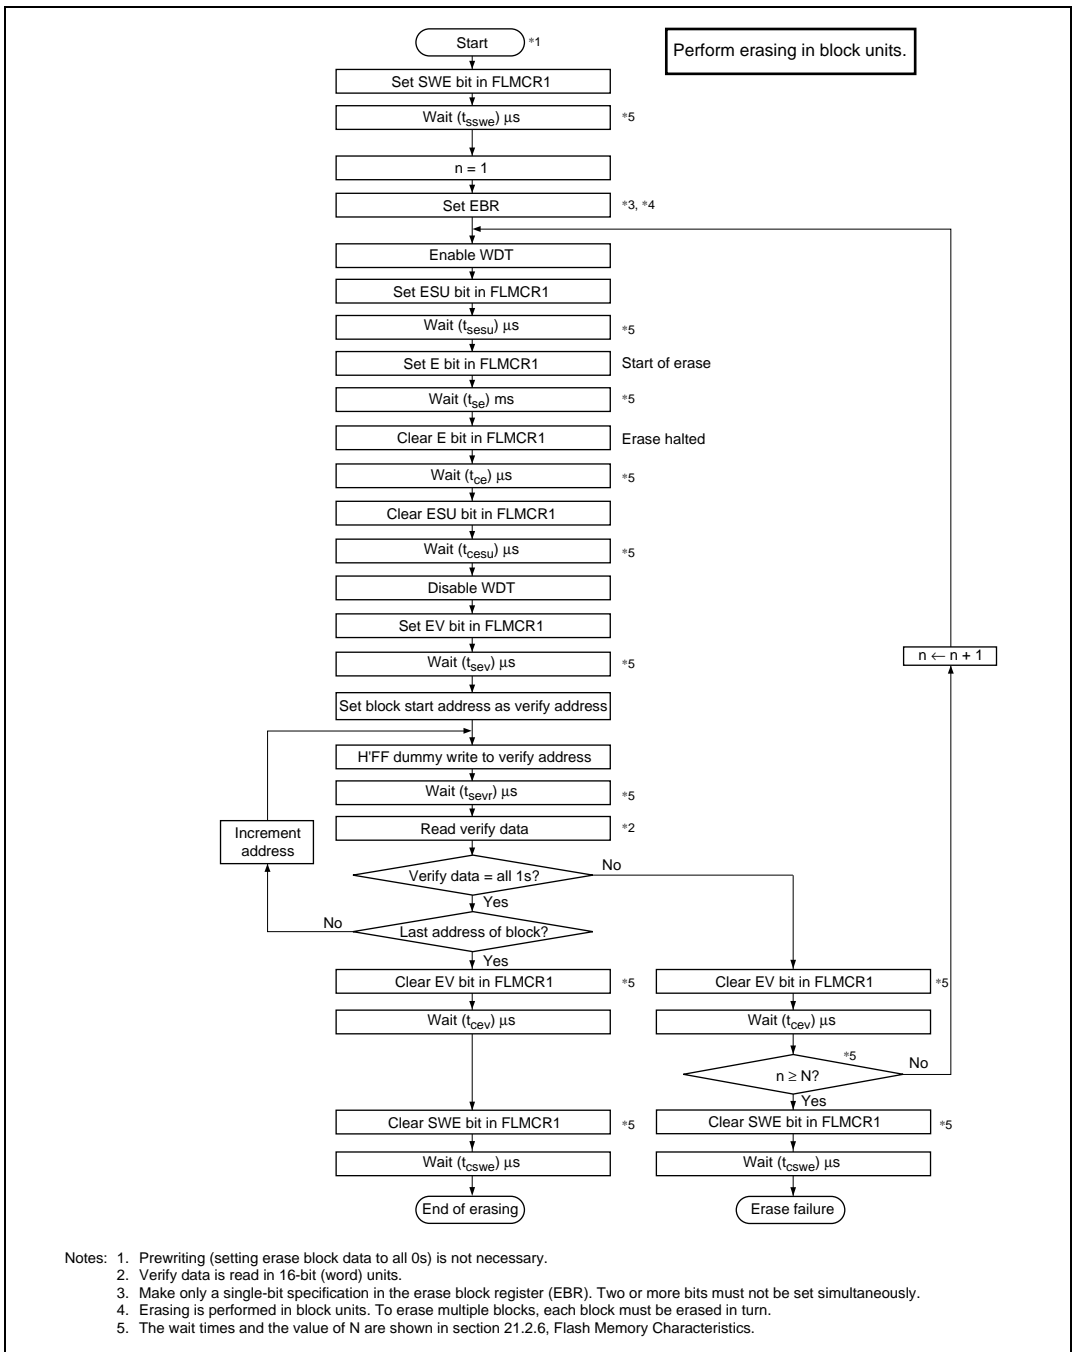 Start *1
Perform erasing in block units.
Set SWE bit in FLMCR1
Wait (tsswe) μs *5
n = 1
Set EBR *3, *4
Enable WDT
Set ESU bit in FLMCR1
Wait (tsesu) μs *5
Set E bit in FLMCR1 Start of erase
Wait (tse) ms *5
Clear E bit in FLMCR1 Erase halted
Wait (tce) μs *5
Clear ESU bit in FLMCR1
Wait (tcesu) μs *5
Disable WDT
Set EV bit in FLMCR1
Wait (tsev) μs *5
n ← n + 1
Set block start address as verify address
H'FF dummy write to verify address
Wait (tsevr) μs *5
Read verify data *2
Increment
address
Verify data = all 1s?
No
Yes
Last address of block?
No
Yes
Clear EV bit in FLMCR1 *5
Wait (tcev) μs
Clear SWE bit in FLMCR1 *5
Wait (tcswe) μs
End of erasing
Clear EV bit in FLMCR1 *5
Wait (tcev) μs
n ≥ N? *5
No
Yes
Clear SWE bit in FLMCR1 *5
Wait (tcswe) μs
Erase failure
Notes: 1. Prewriting (setting erase block data to all 0s) is not necessary.
2. Verify data is read in 16-bit (word) units.
3. Make only a single-bit specification in the erase block register (EBR). Two or more bits must not be set simultaneously.
4. Erasing is performed in block units. To erase multiple blocks, each block must be erased in turn.
5. The wait times and the value of N are shown in section 21.2.6, Flash Memory Characteristics.